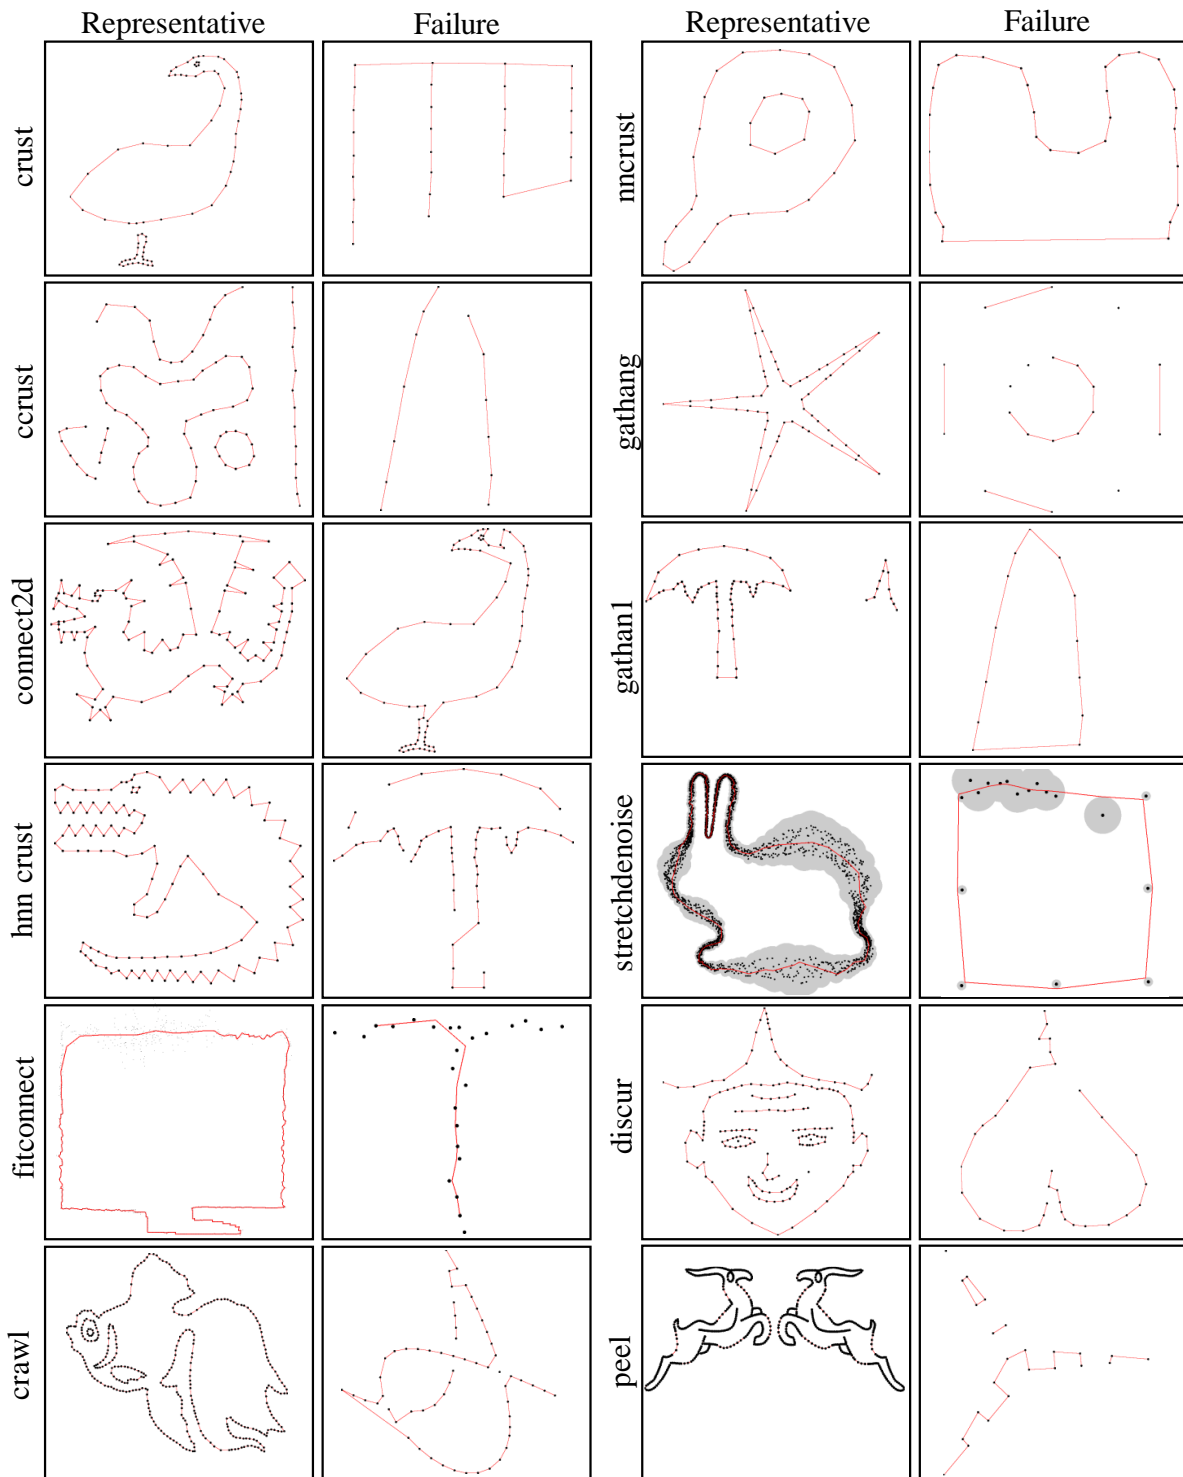 Representative Failure Representative Failure
crust
nncrust
ccrust
gathang
connect2d
gathan1
hnn crust
stretchdenoise
fitconnect
discur
crawl
peel